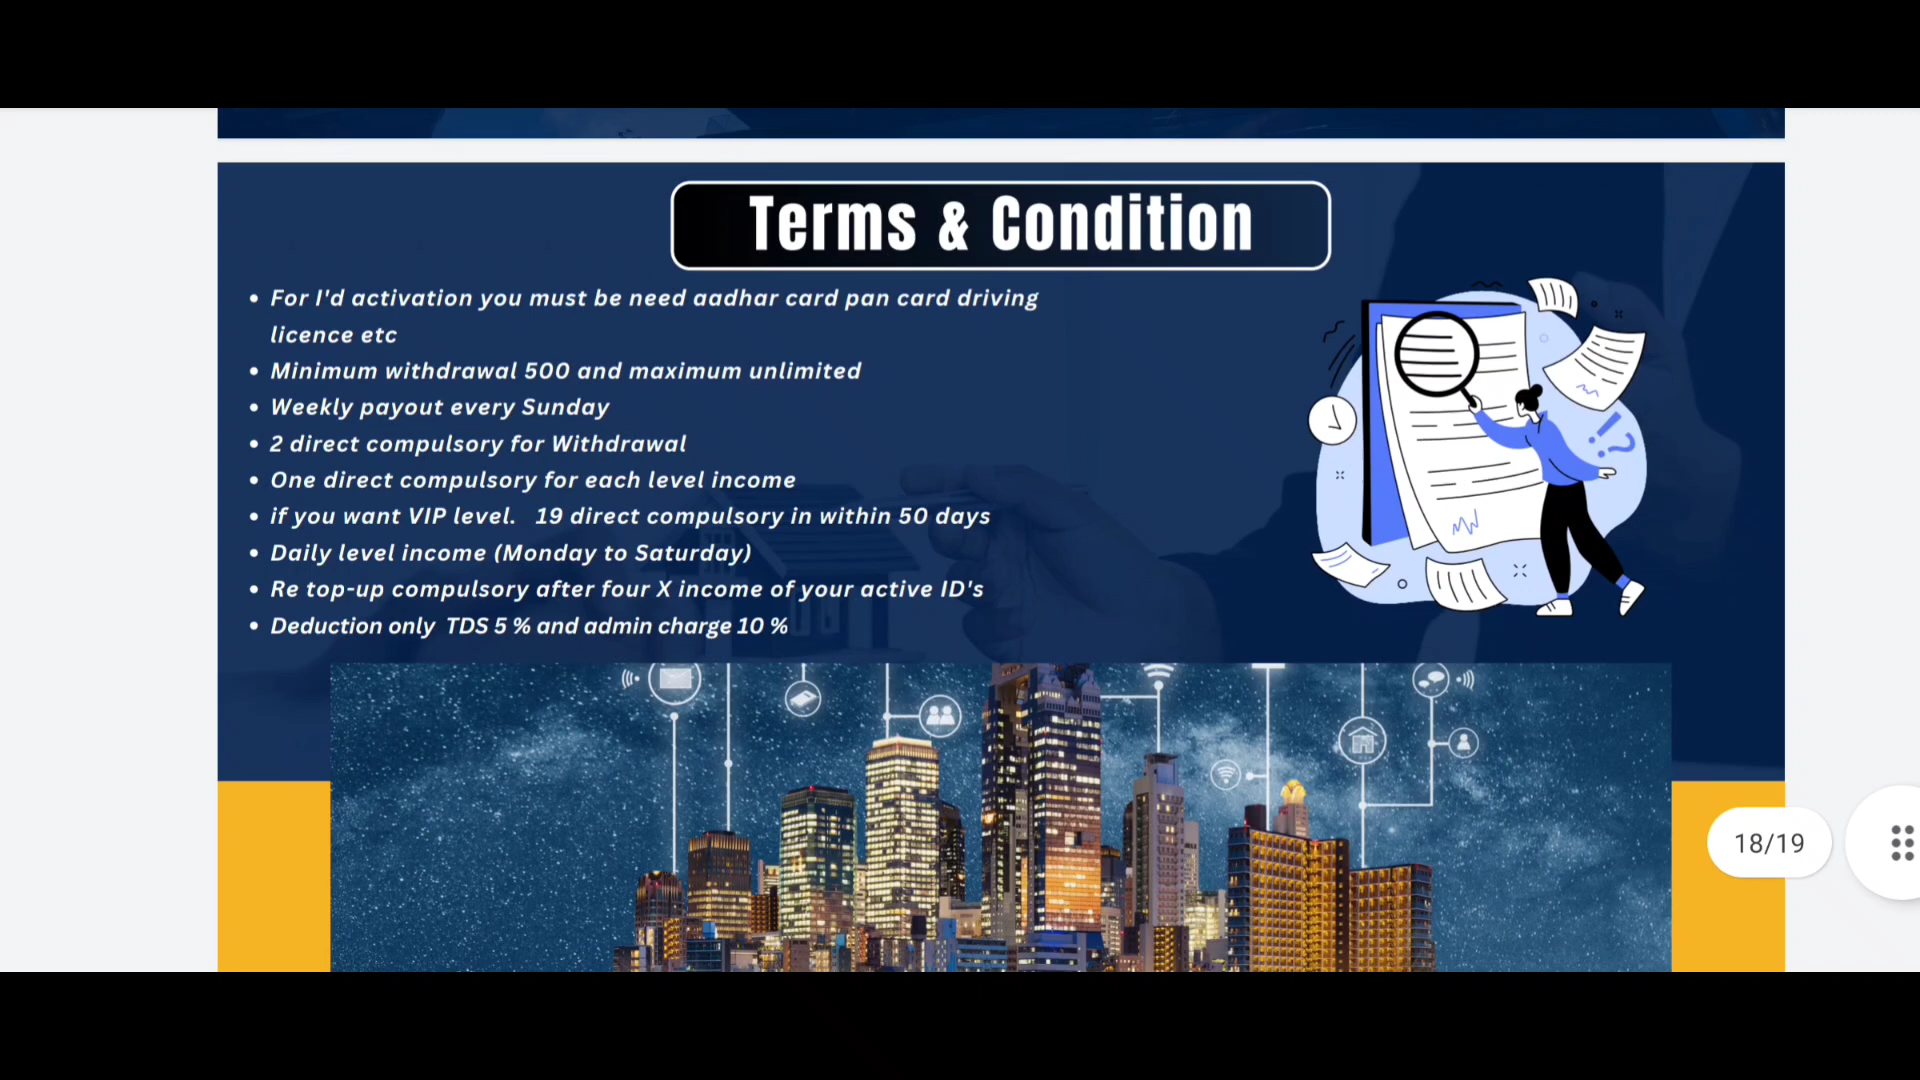 Terms & Condition
For I'd activation you must be need aadhar card pan card driving
licence etc
Minimum withdrawal 500 and maximum unlimited
Weekly payout every Sunday
2 direct compulsory for Withdrawal
One direct compulsory for each level income
if you want VIP level. 19 direct compulsory in within 50 days
Daily level income (Monday to Saturday)
Re top-up compulsory after four X income of your active ID's
Deduction only TDS 5 % and admin charge 10 %
18/19